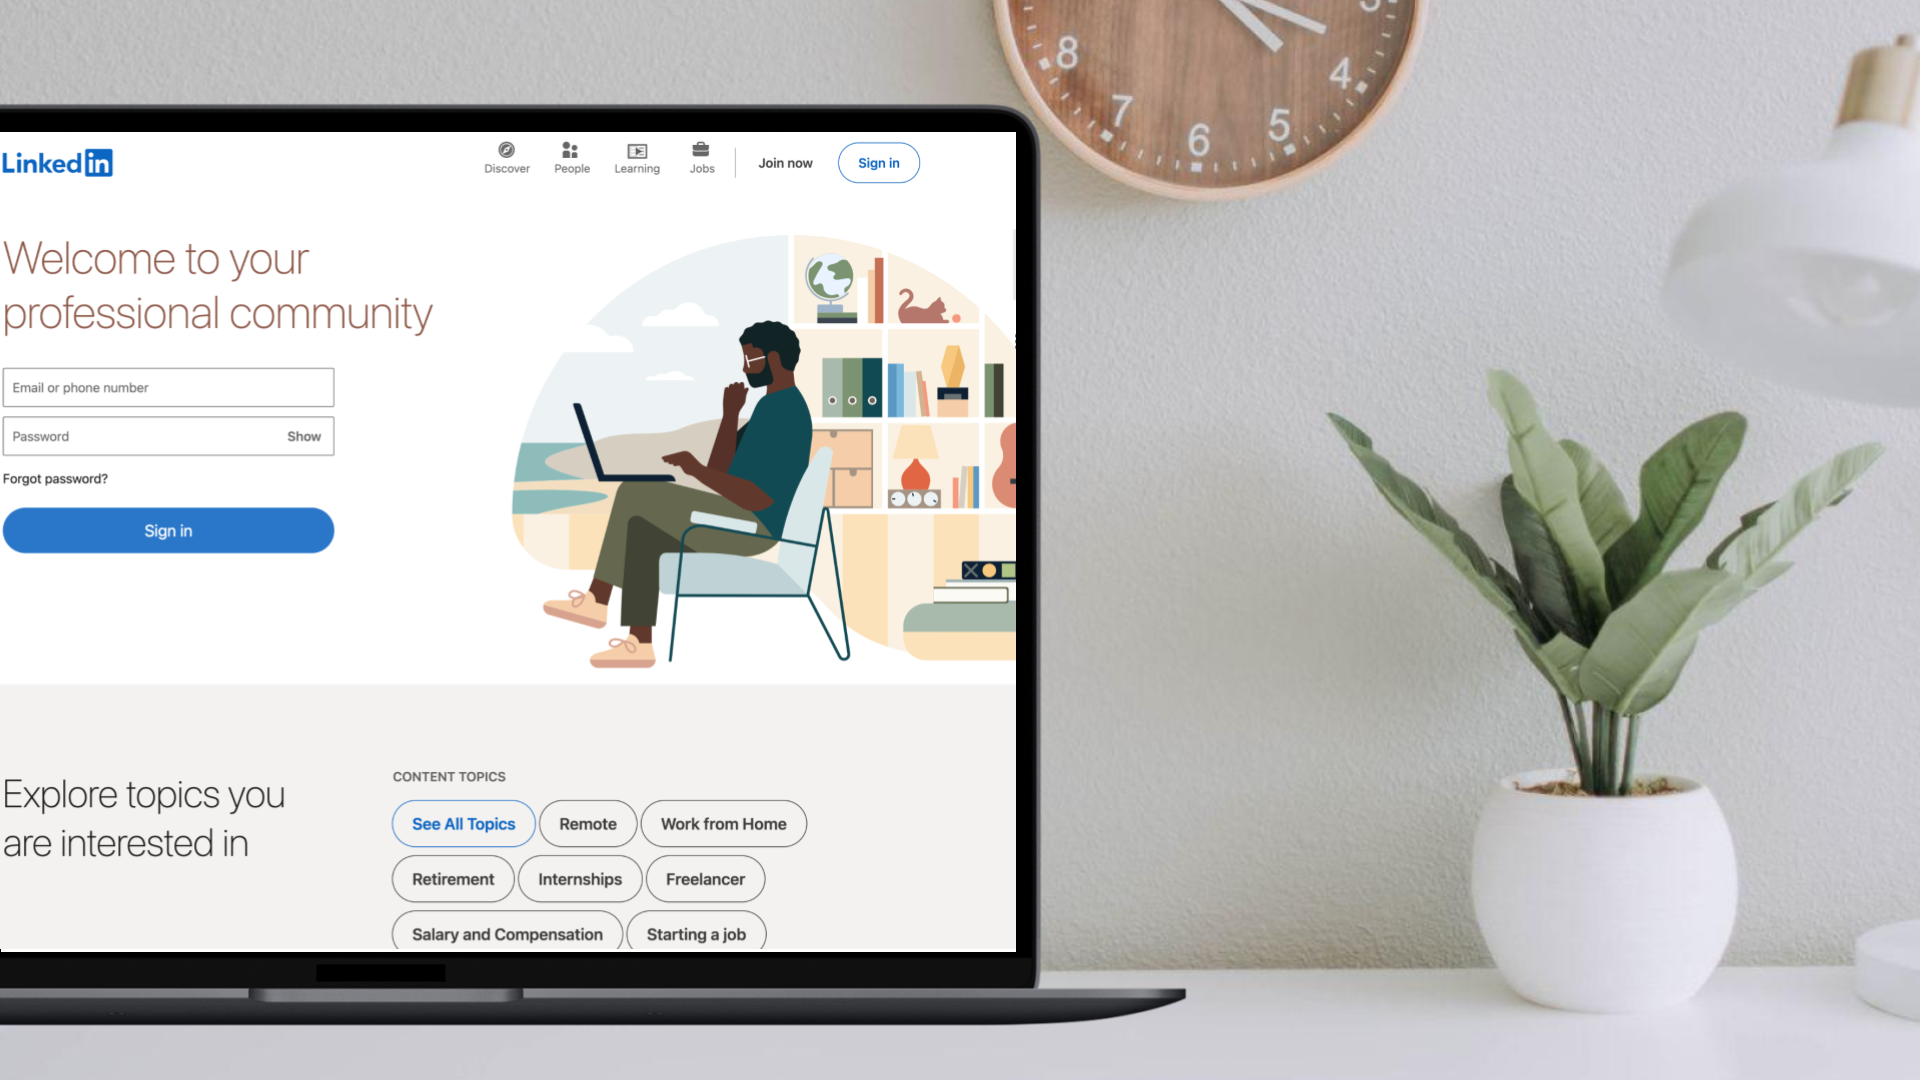 8
7
6
5
4
Linked in
Discover
People
Learning
Jobs
Join now
Sign in
Welcome to your
professional community
Email or phone number
Password
Show
Forgot password?
Sign in
Explore topics you
are interested in
CONTENT TOPICS
See All Topics
Remote
Work from Home
Retirement
Internships
Freelancer
Salary and Compensation
Starting a job